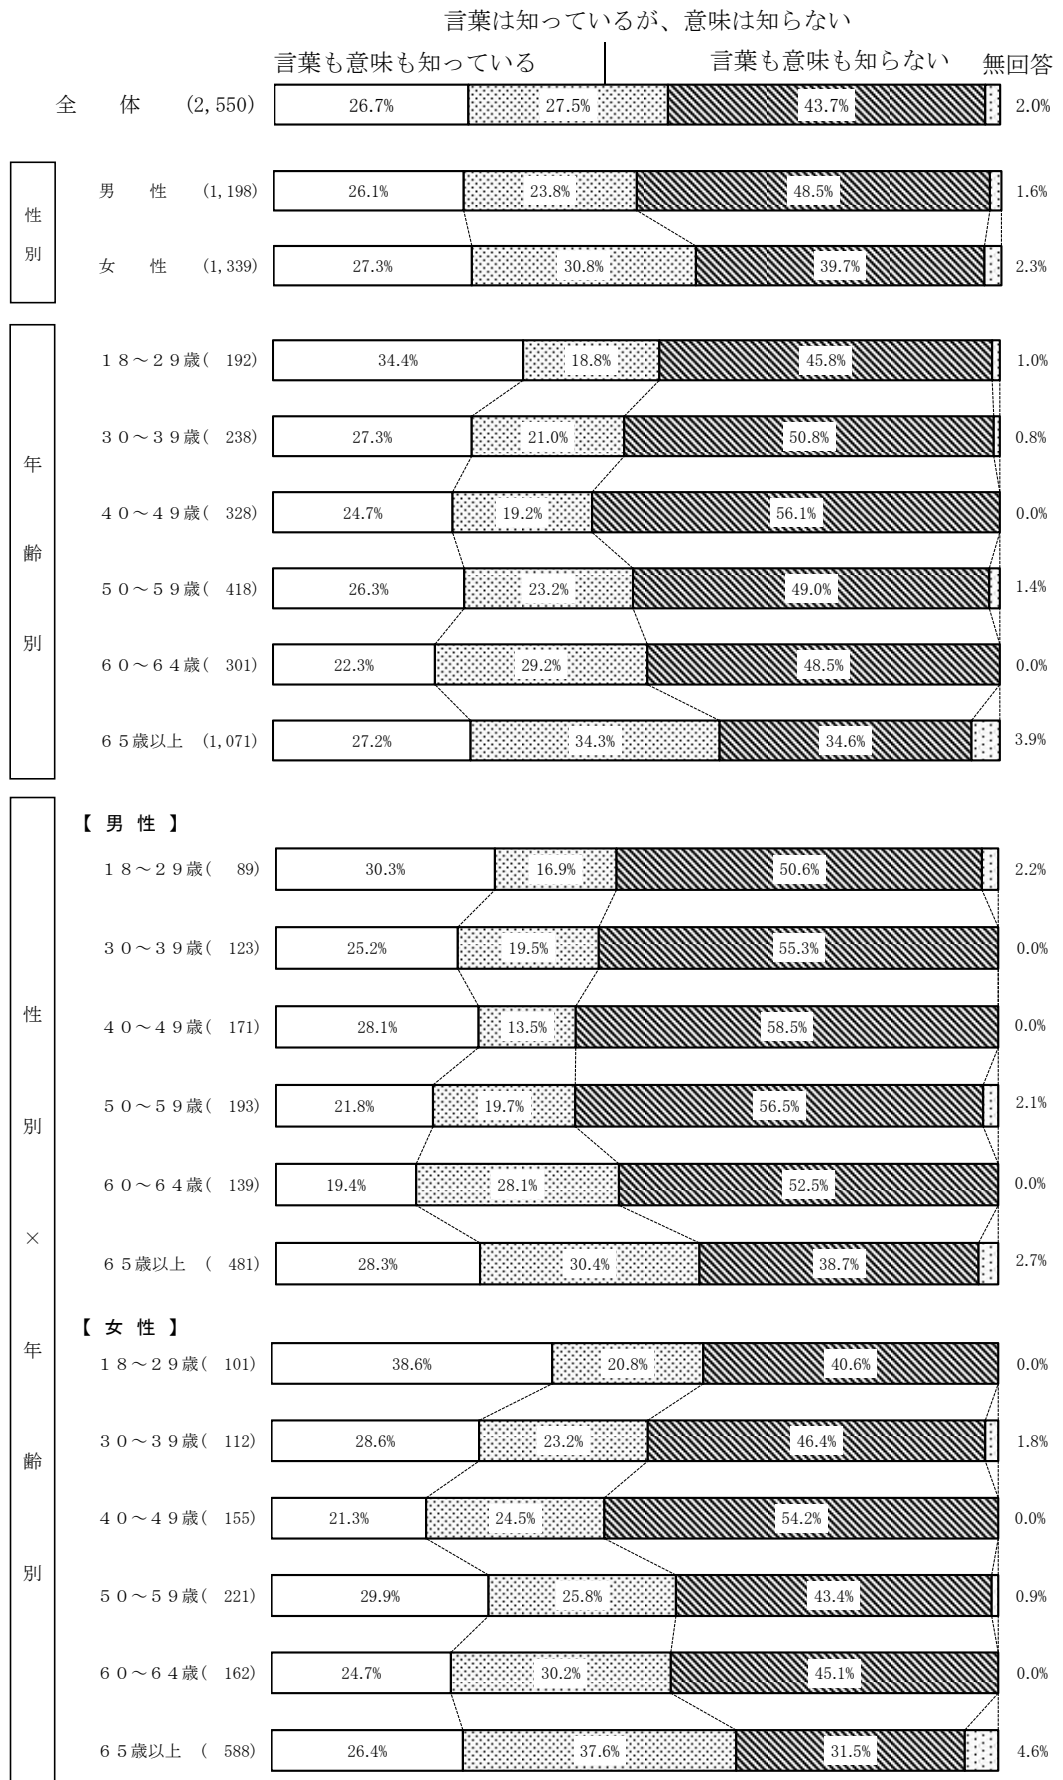 言葉は知っているが、意味は知らない
言葉も意味も知っている 言葉も意味も知らない 無回答
全 体 (2,550) 26.7% 27.5% 43.7% 2.0%
性別
男 性 (1,198) 26.1% 23.8% 48.5% 1.6%
女 性 (1,339) 27.3% 30.8% 39.7% 2.3%
年齢別
18～29歳( 192) 34.4% 18.8% 45.8% 1.0%
30～39歳( 238) 27.3% 21.0% 50.8% 0.8%
40～49歳( 328) 24.7% 19.2% 56.1% 0.0%
50～59歳( 418) 26.3% 23.2% 49.0% 1.4%
60～64歳( 301) 22.3% 29.2% 48.5% 0.0%
65歳以上 (1,071) 27.2% 34.3% 34.6% 3.9%
性別×年齢別
【 男 性 】
18～29歳( 89) 30.3% 16.9% 50.6% 2.2%
30～39歳( 123) 25.2% 19.5% 55.3% 0.0%
40～49歳( 171) 28.1% 13.5% 58.5% 0.0%
50～59歳( 193) 21.8% 19.7% 56.5% 2.1%
60～64歳( 139) 19.4% 28.1% 52.5% 0.0%
65歳以上 ( 481) 28.3% 30.4% 38.7% 2.7%
【 女 性 】
18～29歳( 101) 38.6% 20.8% 40.6% 0.0%
30～39歳( 112) 28.6% 23.2% 46.4% 1.8%
40～49歳( 155) 21.3% 24.5% 54.2% 0.0%
50～59歳( 221) 29.9% 25.8% 43.4% 0.9%
60～64歳( 162) 24.7% 30.2% 45.1% 0.0%
65歳以上 ( 588) 26.4% 37.6% 31.5% 4.6%